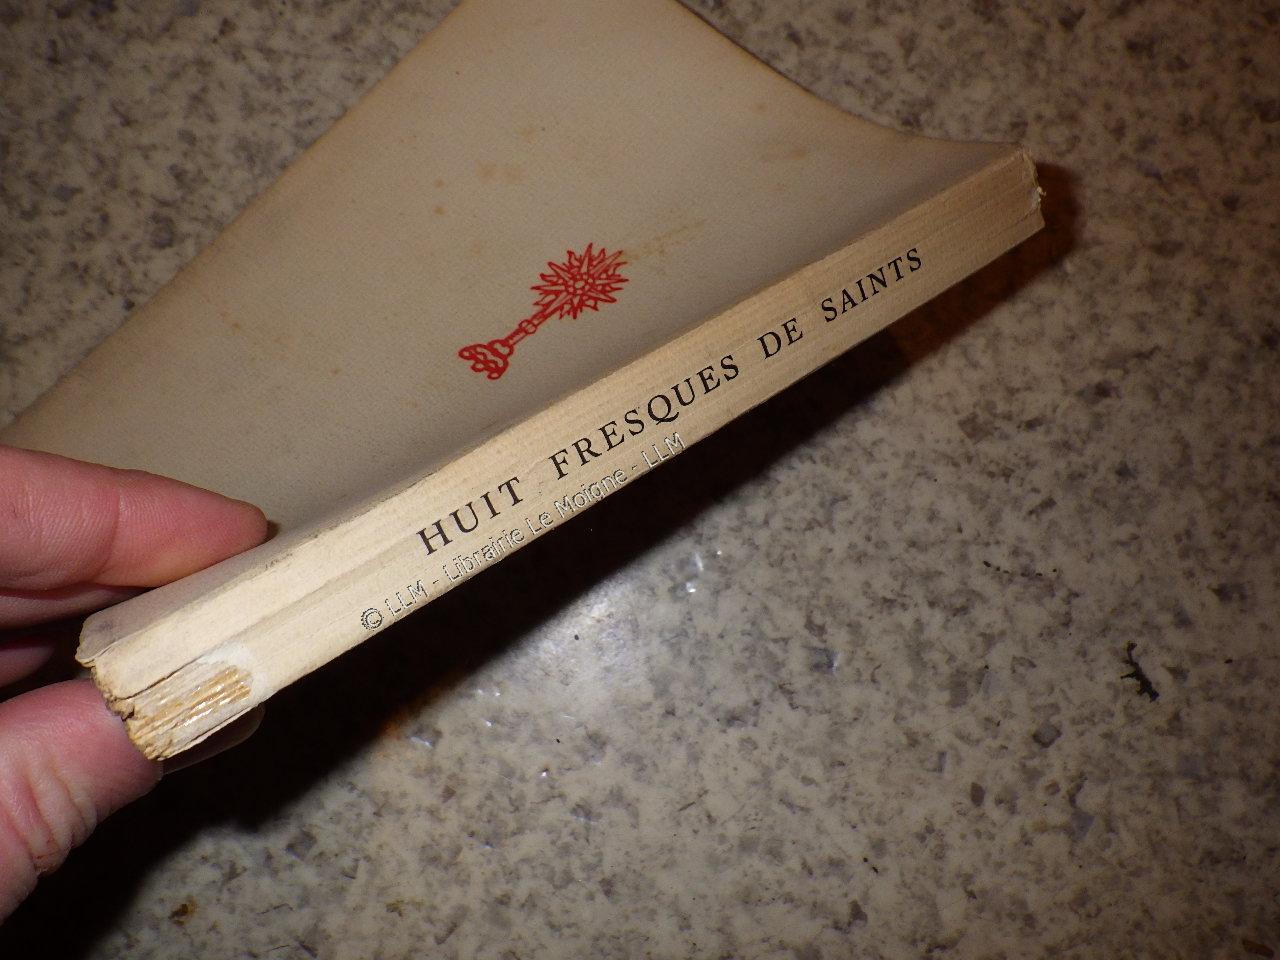 HUIT FRESQUES DE SAINTS
© LLM - Librairie Le Moigne - LLM